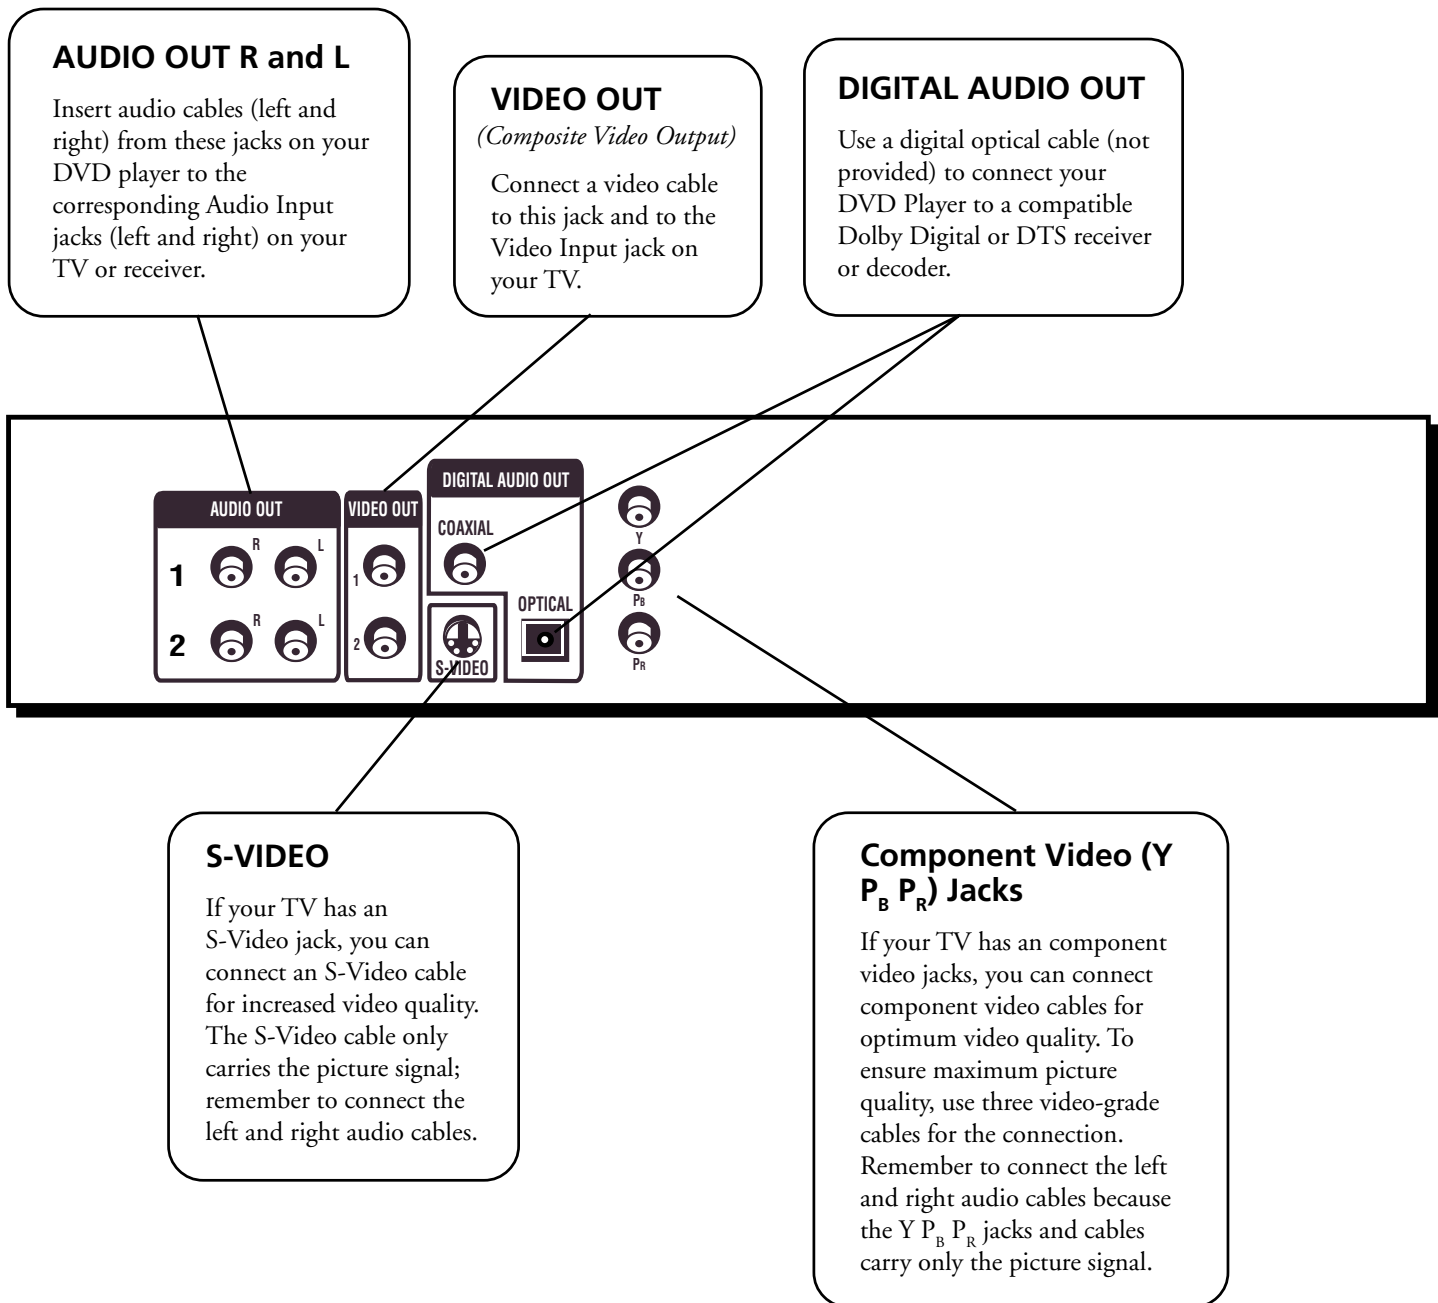 AUDIO OUT R and L
Insert audio cables (left and
right) from these jacks on your
DVD player to the
corresponding Audio Input
jacks (left and right) on your
TV or receiver.
VIDEO OUT
(Composite Video Output)
Connect a video cable
to this jack and to the
Video Input jack on
your TV.
DIGITAL AUDIO OUT
Use a digital optical cable (not
provided) to connect your
DVD Player to a compatible
Dolby Digital or DTS receiver
or decoder.
AUDIO OUT
R L
1
R L
2
VIDEO OUT
1
2
DIGITAL AUDIO OUT
COAXIAL
OPTICAL
S-VIDEO
Y
PB
PR
S-VIDEO
If your TV has an
S-Video jack, you can
connect an S-Video cable
for increased video quality.
The S-Video cable only
carries the picture signal;
remember to connect the
left and right audio cables.
Component Video (Y
PB PR) Jacks
If your TV has an component
video jacks, you can connect
component video cables for
optimum video quality. To
ensure maximum picture
quality, use three video-grade
cables for the connection.
Remember to connect the left
and right audio cables because
the Y PB PR jacks and cables
carry only the picture signal.